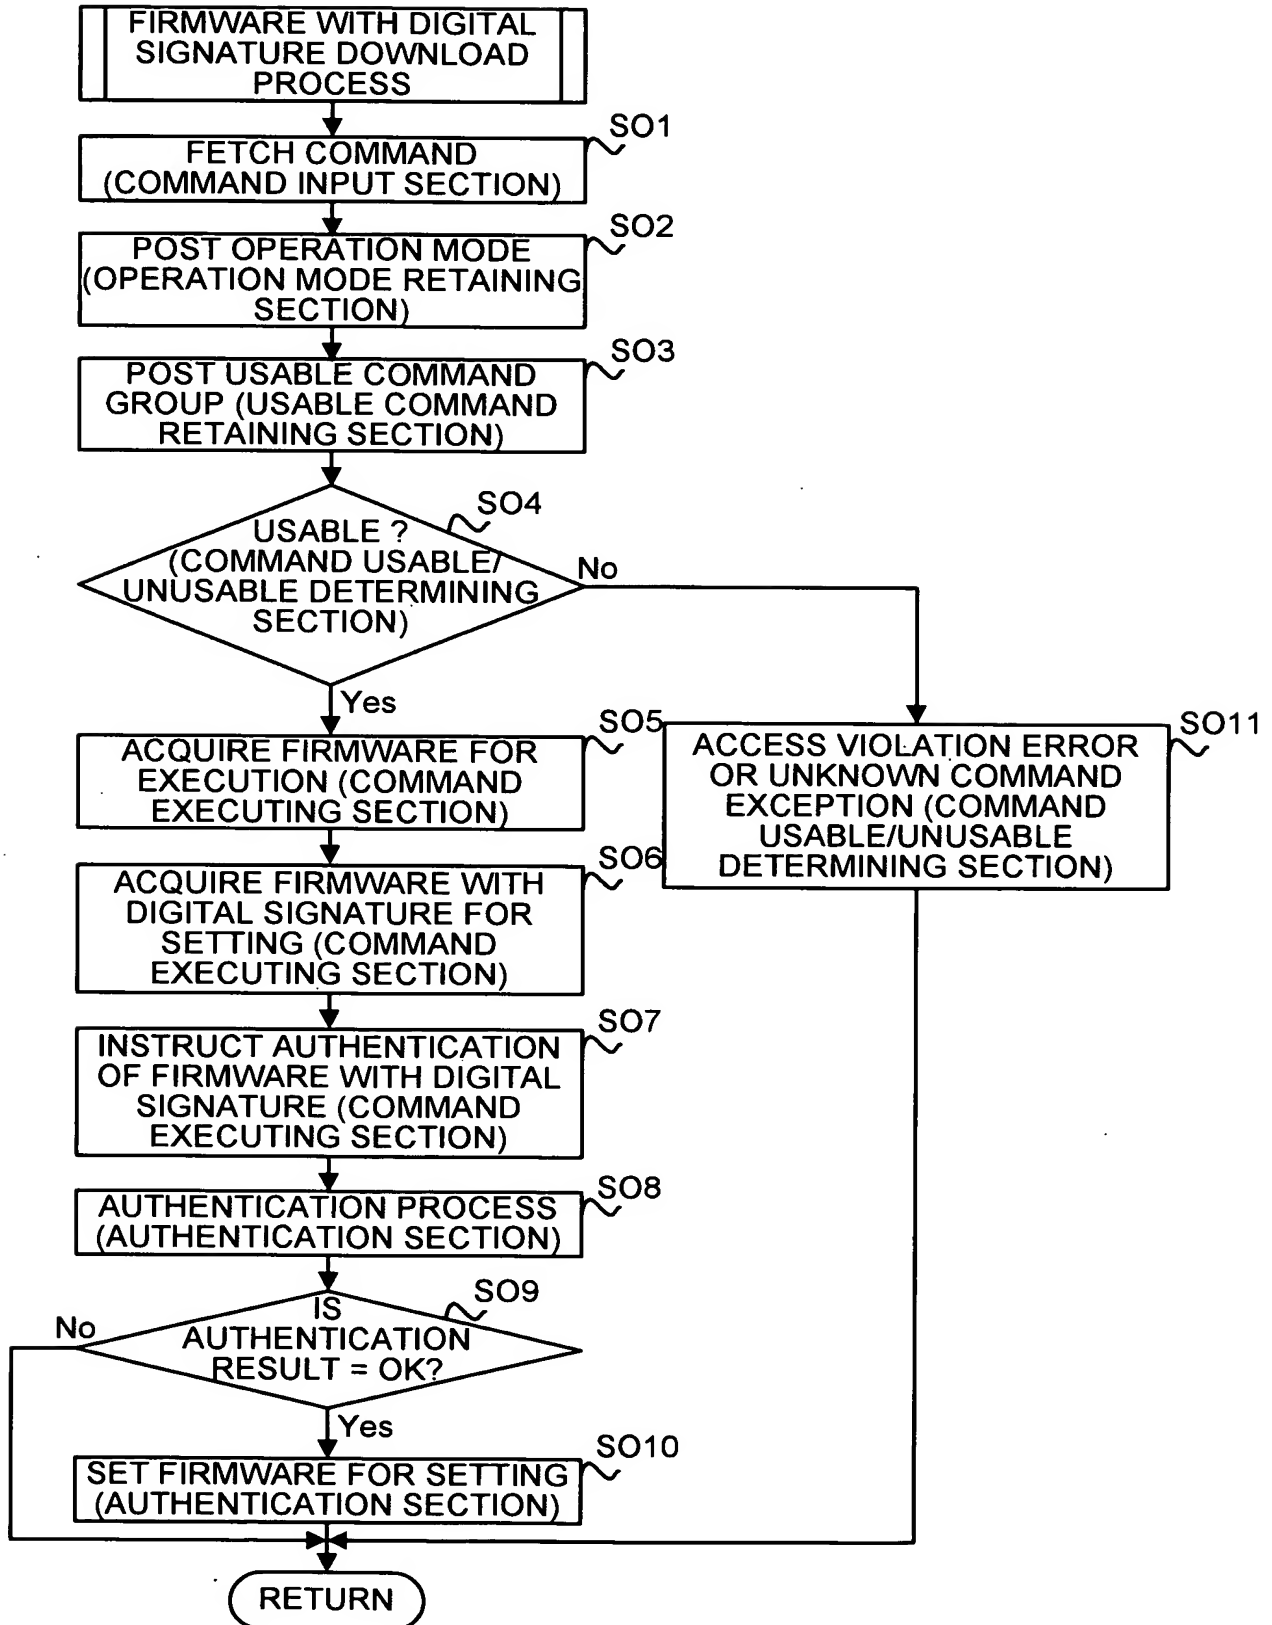 FIRMWARE WITH DIGITAL
SIGNATURE DOWNLOAD
PROCESS
SO1
FETCH COMMAND
(COMMAND INPUT SECTION)
SO2
POST OPERATION MODE
(OPERATION MODE RETAINING
SECTION)
SO3
POST USABLE COMMAND
GROUP (USABLE COMMAND
RETAINING SECTION)
SO4
USABLE ?
(COMMAND USABLE/
UNUSABLE DETERMINING
SECTION)
No
Yes
SO5
ACQUIRE FIRMWARE FOR
EXECUTION (COMMAND
EXECUTING SECTION)
SO11
ACCESS VIOLATION ERROR
OR UNKNOWN COMMAND
EXCEPTION (COMMAND
USABLE/UNUSABLE
DETERMINING SECTION)
SO6
ACQUIRE FIRMWARE WITH
DIGITAL SIGNATURE FOR
SETTING (COMMAND
EXECUTING SECTION)
SO7
INSTRUCT AUTHENTICATION
OF FIRMWARE WITH DIGITAL
SIGNATURE (COMMAND
EXECUTING SECTION)
SO8
AUTHENTICATION PROCESS
(AUTHENTICATION SECTION)
SO9
IS
AUTHENTICATION
RESULT = OK?
No
Yes
SO10
SET FIRMWARE FOR SETTING
(AUTHENTICATION SECTION)
RETURN